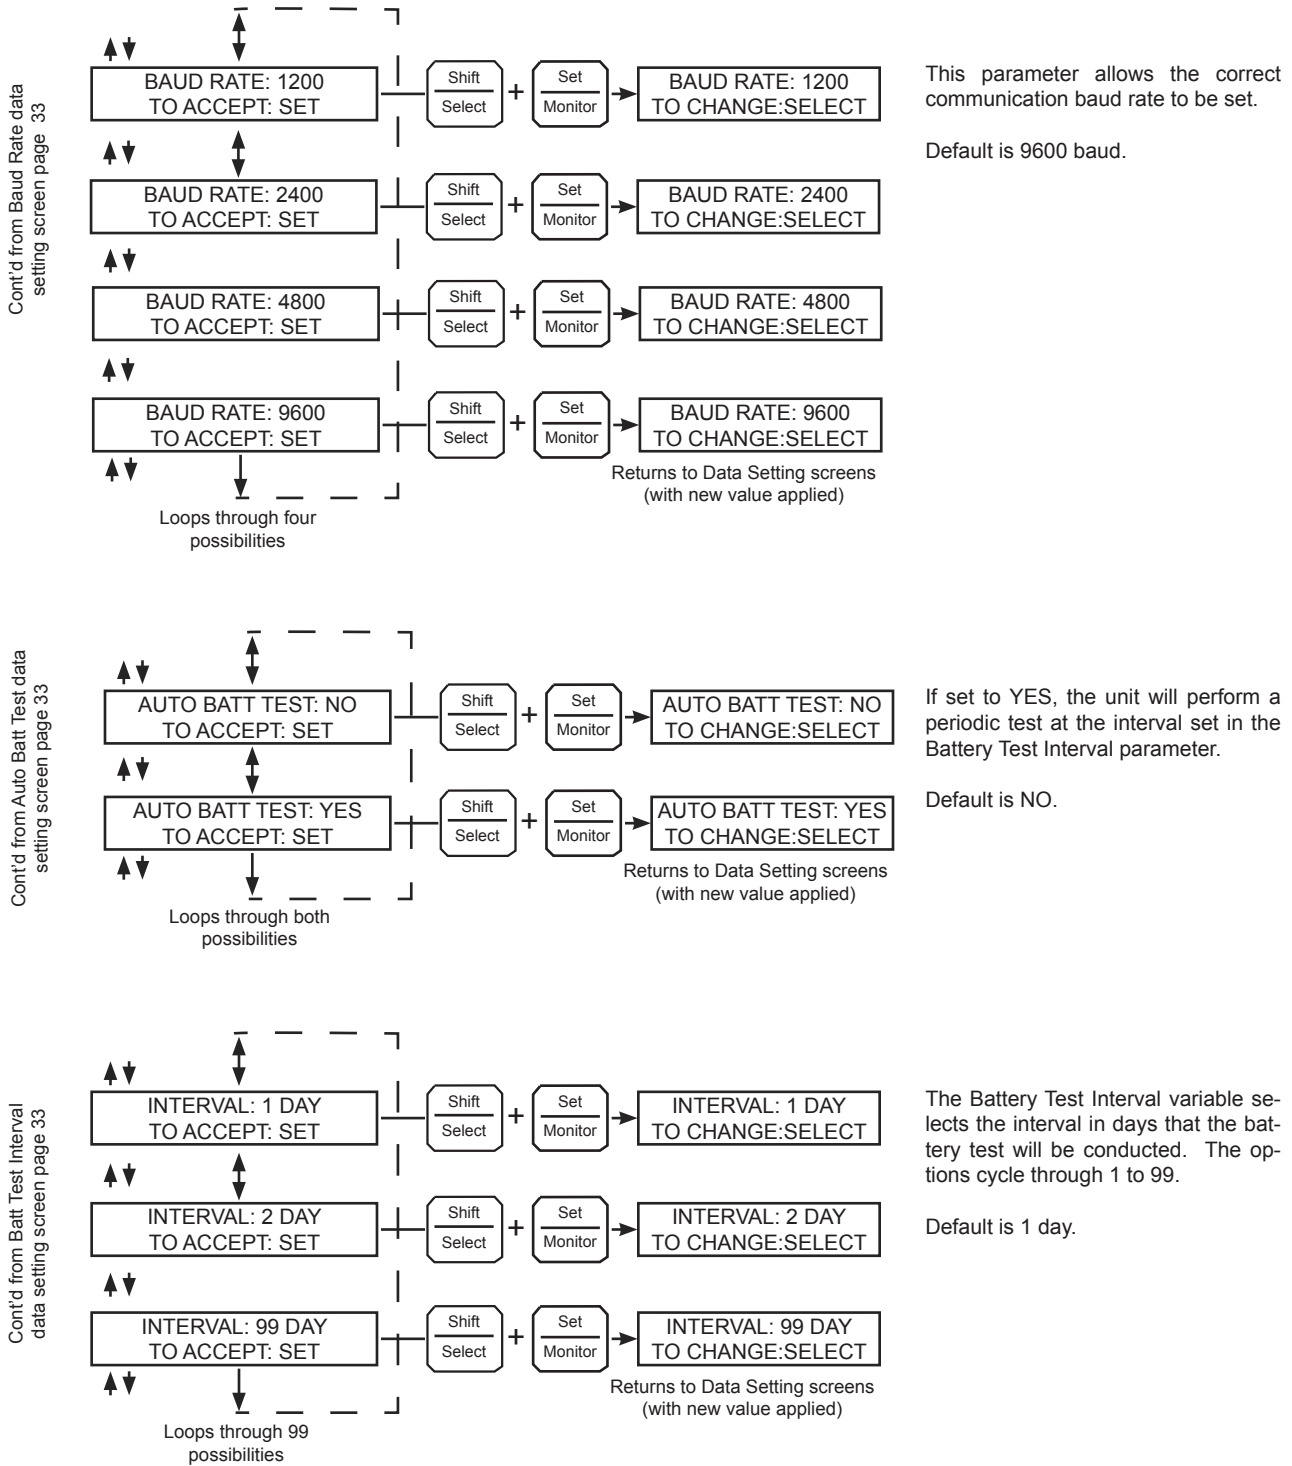 Cont'd from Baud Rate data
setting screen page 33
BAUD RATE: 1200
TO ACCEPT: SET
Shift
Select
+
Set
Monitor
BAUD RATE: 1200
TO CHANGE:SELECT
BAUD RATE: 2400
TO ACCEPT: SET
Shift
Select
+
Set
Monitor
BAUD RATE: 2400
TO CHANGE:SELECT
BAUD RATE: 4800
TO ACCEPT: SET
Shift
Select
+
Set
Monitor
BAUD RATE: 4800
TO CHANGE:SELECT
BAUD RATE: 9600
TO ACCEPT: SET
Shift
Select
+
Set
Monitor
BAUD RATE: 9600
TO CHANGE:SELECT
Returns to Data Setting screens
(with new value applied)
Loops through four
possibilities
This parameter allows the correct
communication baud rate to be set.
Default is 9600 baud.
Cont'd from Auto Batt Test data
setting screen page 33
AUTO BATT TEST: NO
TO ACCEPT: SET
Shift
Select
+
Set
Monitor
AUTO BATT TEST: NO
TO CHANGE:SELECT
AUTO BATT TEST: YES
TO ACCEPT: SET
Shift
Select
+
Set
Monitor
AUTO BATT TEST: YES
TO CHANGE:SELECT
Returns to Data Setting screens
(with new value applied)
Loops through both
possibilities
If set to YES, the unit will perform a
periodic test at the interval set in the
Battery Test Interval parameter.
Default is NO.
Cont'd from Batt Test Interval
data setting screen page 33
INTERVAL: 1 DAY
TO ACCEPT: SET
Shift
Select
+
Set
Monitor
INTERVAL: 1 DAY
TO CHANGE:SELECT
INTERVAL: 2 DAY
TO ACCEPT: SET
Shift
Select
+
Set
Monitor
INTERVAL: 2 DAY
TO CHANGE:SELECT
INTERVAL: 99 DAY
TO ACCEPT: SET
Shift
Select
+
Set
Monitor
INTERVAL: 99 DAY
TO CHANGE:SELECT
Returns to Data Setting screens
(with new value applied)
Loops through 99
possibilities
The Battery Test Interval variable se-
lects the interval in days that the bat-
tery test will be conducted. The op-
tions cycle through 1 to 99.
Default is 1 day.